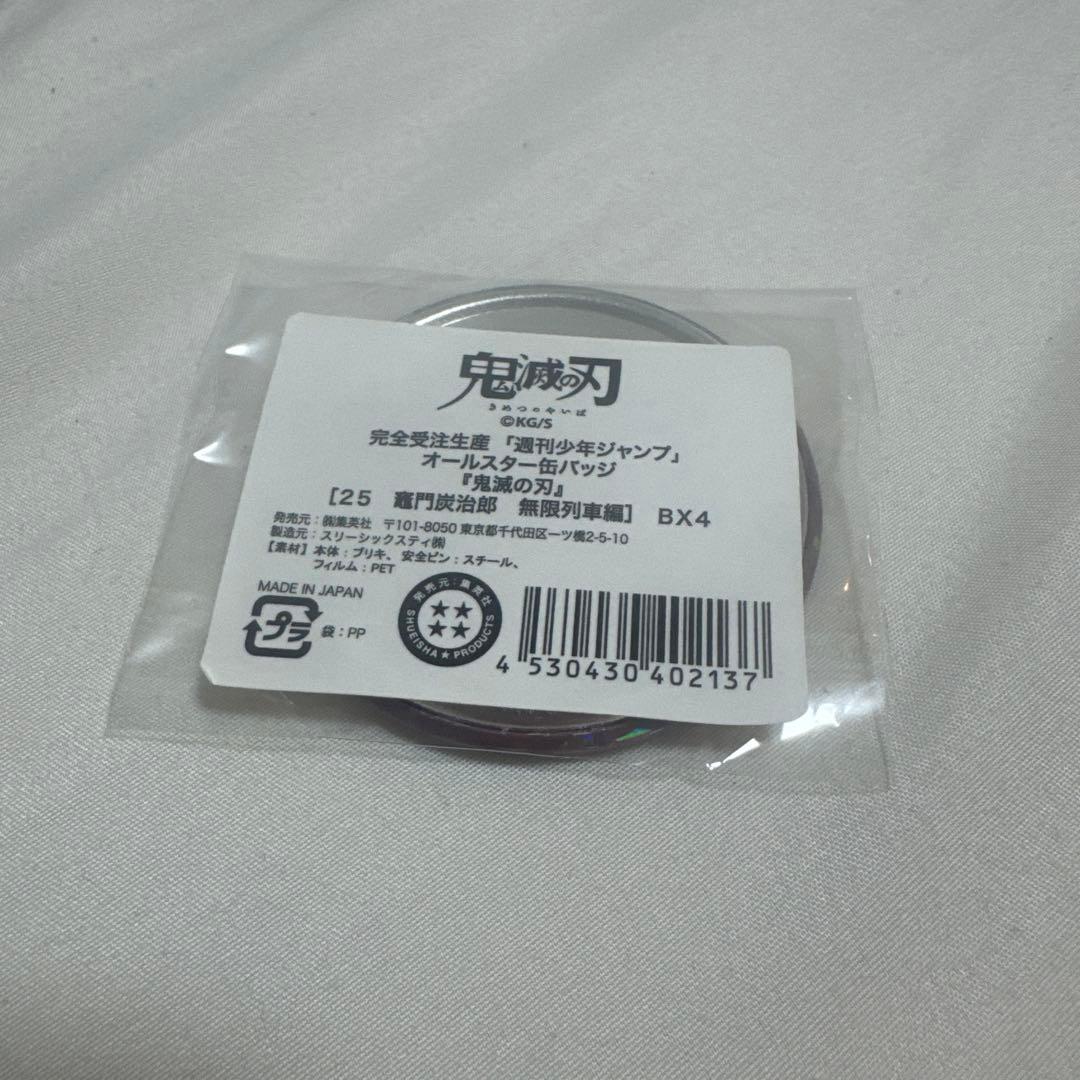 鬼滅の刃
きめつのやいば
©KG/S
完全受注生産 「週刊少年ジャンプ」
オールスター缶バッジ
『鬼滅の刃』
[25 竈門炭治郎 無限列車編] BX4
発売元:㈱集英社 〒101-8050 東京都千代田区一ツ橋2-5-10
製造元:スリーシックスティ㈱
【素材】本体:ブリキ、安全ピン:スチール、
フィルム:PET
MADE IN JAPAN
プラ 袋:PP
発売元:集英社
SHUEISHA★PRODUCTS
4 530430 402137